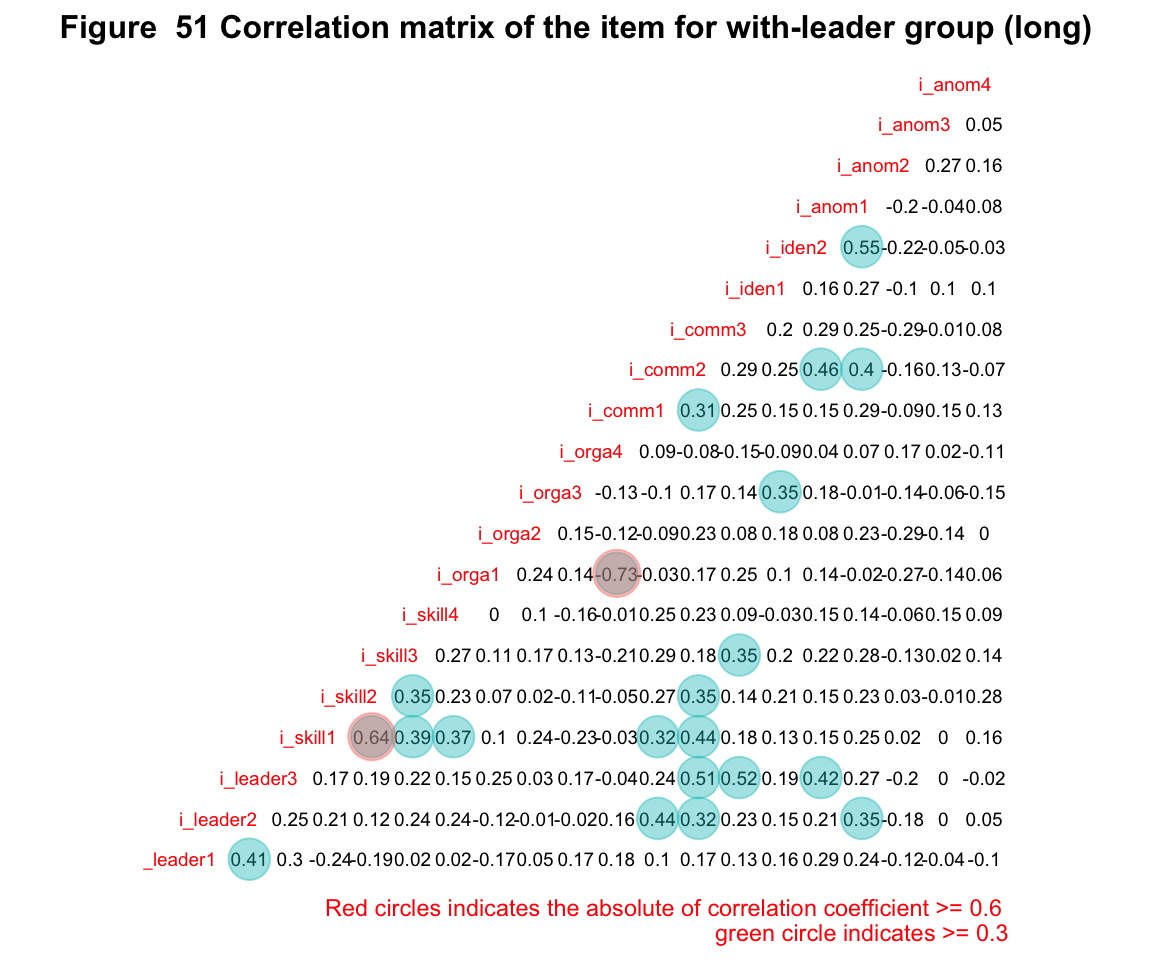 Figure  51 Correlation matrix of the item for with-leader group (long)
i_anom4
i_anom3 0.05
i_anom2 0.27 0.16
i_anom1 -0.2 -0.04 0.08
i_iden2 0.55 -0.22 -0.05 -0.03
i_iden1 0.16 0.27 -0.1 0.1 0.1
i_comm3 0.2 0.29 0.25 -0.29 -0.01 0.08
i_comm2 0.29 0.25 0.46 0.4 -0.16 0.13 -0.07
i_comm1 0.31 0.25 0.15 0.15 0.29 -0.09 0.15 0.13
i_orga4 0.09 -0.08 -0.15 -0.09 0.04 0.07 0.17 0.02 -0.11
i_orga3 -0.13 -0.1 0.17 0.14 0.35 0.18 -0.01 -0.14 -0.06 -0.15
i_orga2 0.15 -0.12 -0.09 0.23 0.08 0.18 0.08 0.23 -0.29 -0.14 0
i_orga1 0.24 0.14 -0.73 -0.03 0.17 0.25 0.1 0.14 -0.02 -0.27 -0.14 0.06
i_skill4 0 0.1 -0.16 -0.01 0.25 0.23 0.09 -0.03 0.15 0.14 -0.06 0.15 0.09
i_skill3 0.27 0.11 0.17 0.13 -0.21 0.29 0.18 0.35 0.2 0.22 0.28 -0.13 0.02 0.14
i_skill2 0.35 0.23 0.07 0.02 -0.11 -0.05 0.27 0.35 0.14 0.21 0.15 0.23 0.03 -0.01 0.28
i_skill1 0.64 0.39 0.37 0.1 0.24 -0.23 -0.03 0.32 0.44 0.18 0.13 0.15 0.25 0.02 0 0.16
i_leader3 0.17 0.19 0.22 0.15 0.25 0.03 0.17 -0.04 0.24 0.51 0.52 0.19 0.42 0.27 -0.2 0 -0.02
i_leader2 0.25 0.21 0.12 0.24 0.24 -0.12 -0.01 -0.02 0.16 0.44 0.32 0.23 0.15 0.21 0.35 -0.18 0 0.05
_leader1 0.41 0.3 -0.24 -0.19 0.02 0.02 -0.17 0.05 0.17 0.18 0.1 0.17 0.13 0.16 0.29 0.24 -0.12 -0.04 -0.1
Red circles indicates the absolute of correlation coefficient >= 0.6
green circle indicates >= 0.3